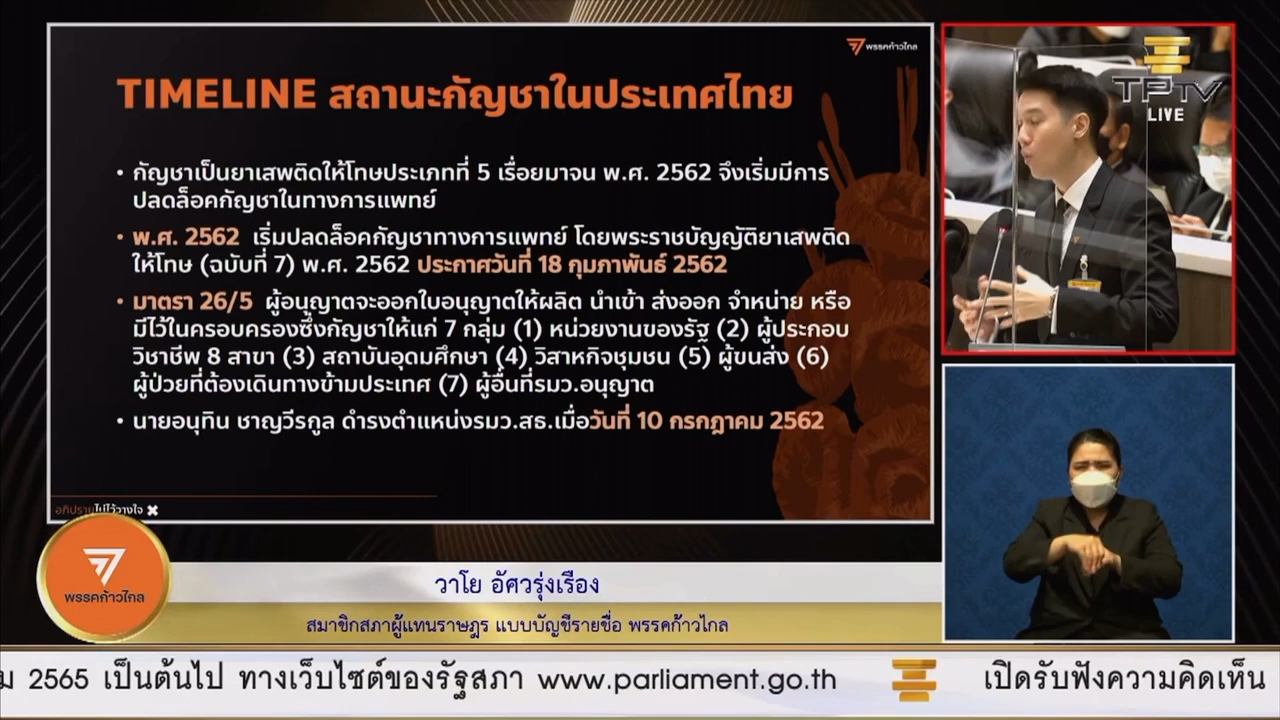 พรรคก้าวไกล
TIMELINE สถานะกัญชาในประเทศไทย
• กัญชาเป็นยาเสพติดให้โทษประเภทที่ 5 เรื่อยมาจน พ.ศ. 2562 จึงเริ่มมีการ
ปลดล็อคกัญชาในทางการแพทย์
• พ.ศ. 2562 เริ่มปลดล็อคกัญชาทางการแพทย์ โดยพระราชบัญญัติยาเสพติด
ให้โทษ (ฉบับที่ 7) พ.ศ. 2562 ประกาศวันที่ 18 กุมภาพันธ์ 2562
• มาตรา 26/5 ผู้อนุญาตจะออกใบอนุญาตให้ผลิต นำเข้า ส่งออก จำหน่าย หรือ
มีไว้ในครอบครองซึ่งกัญชาให้แก่ 7 กลุ่ม (1) หน่วยงานของรัฐ (2) ผู้ประกอบ
วิชาชีพ 8 สาขา (3) สถาบันอุดมศึกษา (4) วิสาหกิจชุมชน (5) ผู้ขนส่ง (6)
ผู้ป่วยที่ต้องเดินทางข้ามประเทศ (7) ผู้อื่นที่รมว.อนุญาต
• นายอนุทิน ชาญวีรกูล ดำรงตำแหน่งรมว.สธ.เมื่อวันที่ 10 กรกฎาคม 2562
อภิปรายไม่ไว้วางใจ
TPTV
LIVE
พรรคก้าวไกล
วาโย อัศวรุ่งเรือง
สมาชิกสภาผู้แทนราษฎร แบบบัญชีรายชื่อ พรรคก้าวไกล
ม 2565 เป็นต้นไป ทางเว็บไซต์ของรัฐสภา www.parliament.go.th เปิดรับฟังความคิดเห็น